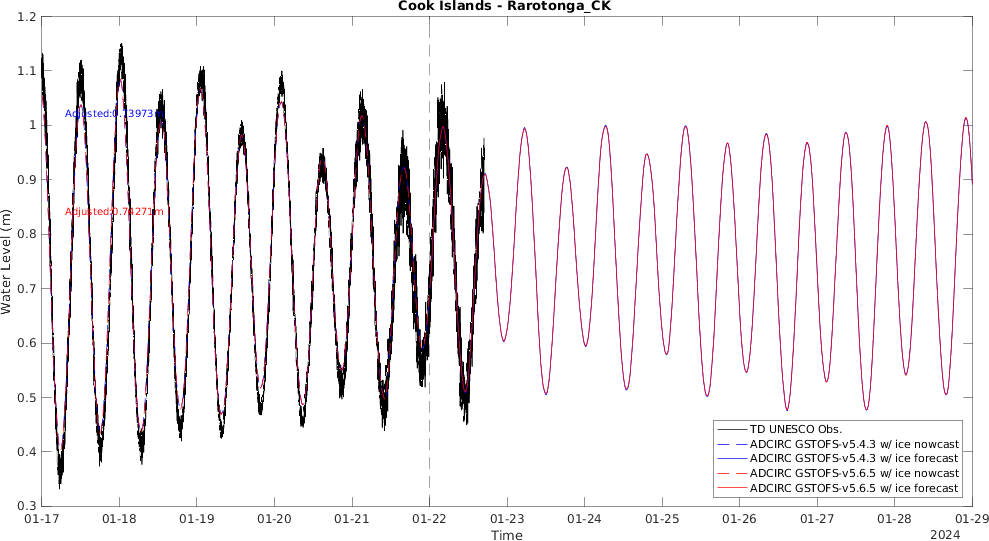 Cook Islands - Rarotonga_CK
1.2
1.1
1
0.9
0.8
0.7
0.6
0.5
0.4
0.3
Water Level (m)
Adjusted:0.73973m
Adjusted:0.74271m
TD UNESCO Obs.
ADCIRC GSTOFS-v5.4.3 w/ ice nowcast
ADCIRC GSTOFS-v5.4.3 w/ ice forecast
ADCIRC GSTOFS-v5.6.5 w/ ice nowcast
ADCIRC GSTOFS-v5.6.5 w/ ice forecast
01-17 01-18 01-19 01-20 01-21 01-22 01-23 01-24 01-25 01-26 01-27 01-28 01-29
Time
2024